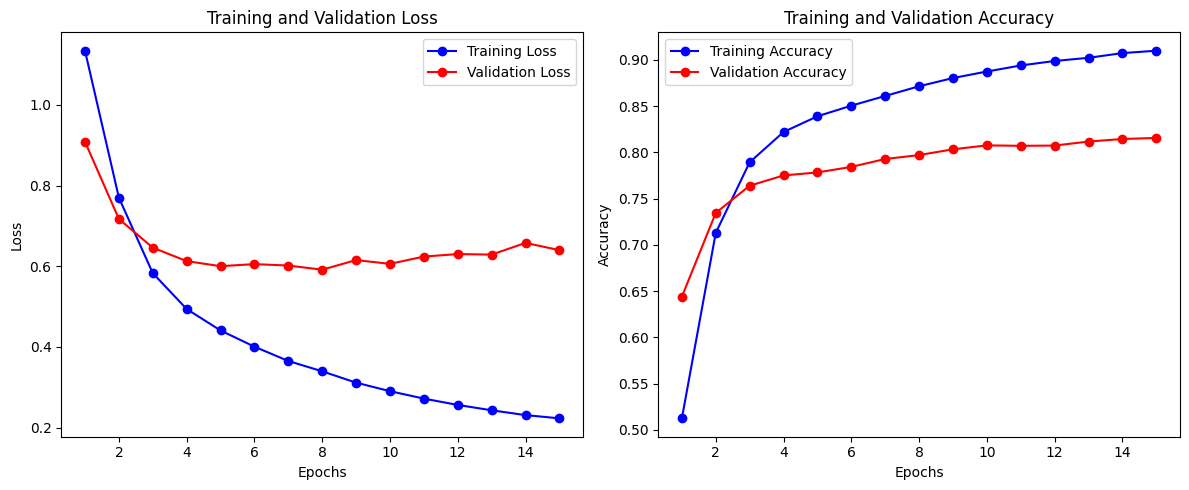 Training and Validation Loss
Training Loss
Validation Loss
1.0
0.8
0.6
0.4
0.2
Loss
2 4 6 8 10 12 14
Epochs
Training and Validation Accuracy
Training Accuracy
Validation Accuracy
0.90
0.85
0.80
0.75
0.70
0.65
0.60
0.55
0.50
Accuracy
2 4 6 8 10 12 14
Epochs